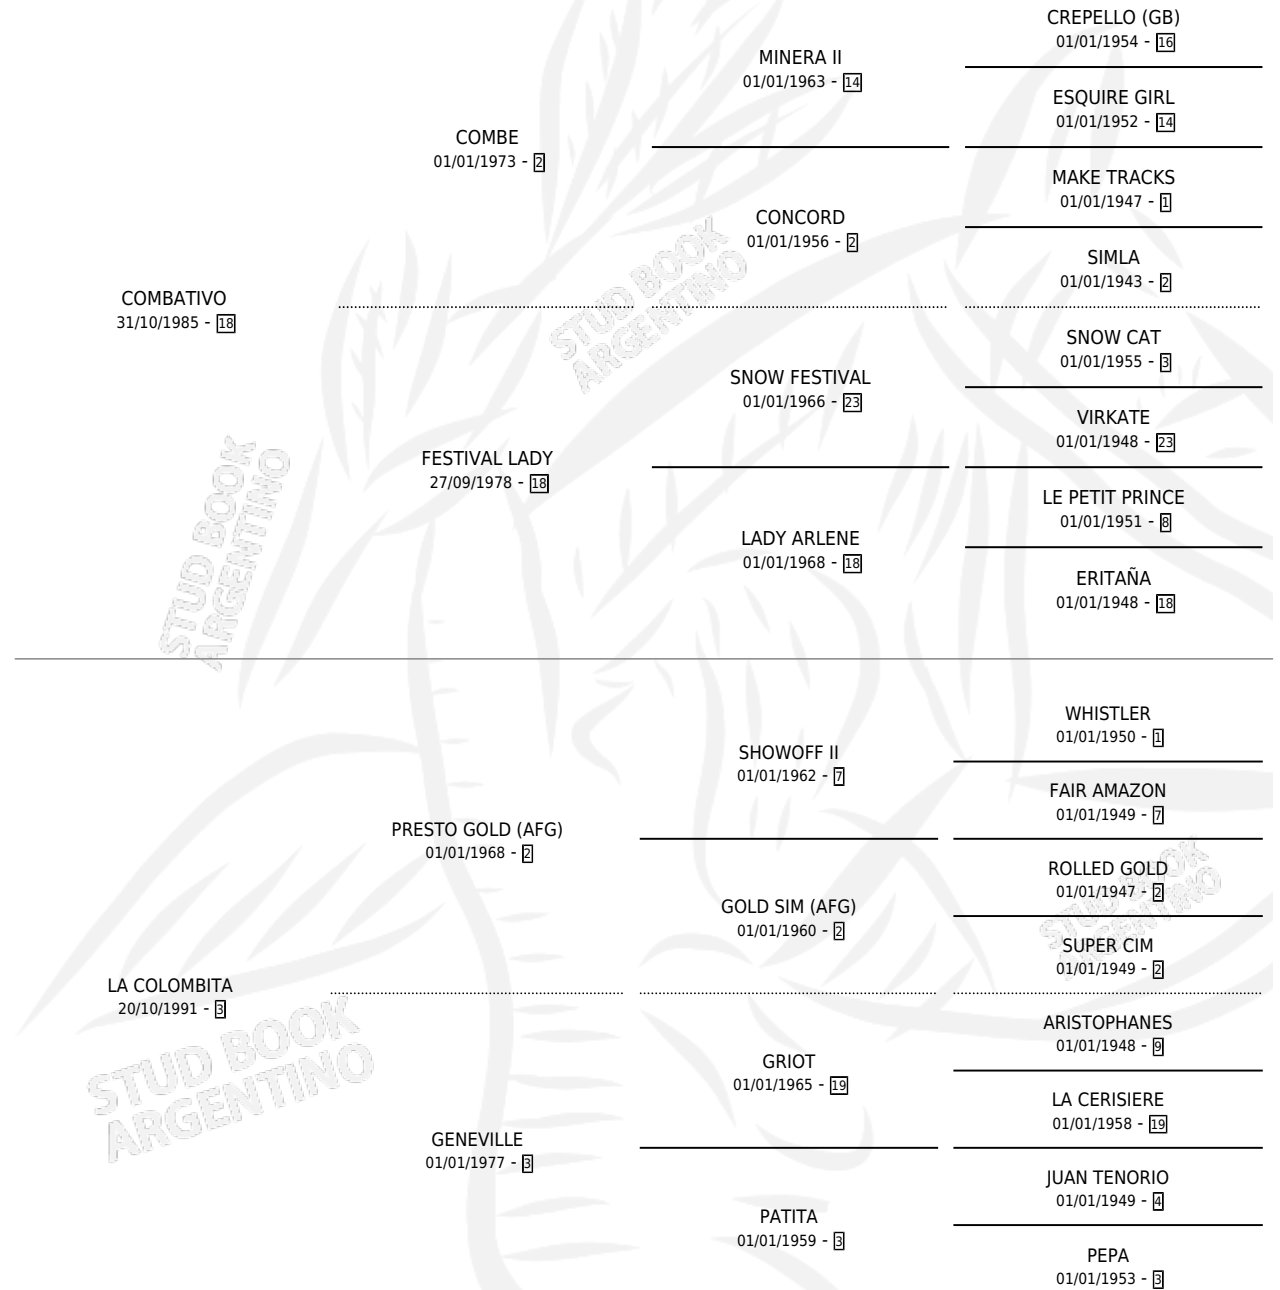 CREPELLO (GB)
01/01/1954 - 16
MINERA II
01/01/1963 - 14
ESQUIRE GIRL
01/01/1952 - 14
COMBE
01/01/1973 - 2
MAKE TRACKS
01/01/1947 - 1
CONCORD
01/01/1956 - 2
SIMLA
01/01/1943 - 2
COMBATIVO
31/10/1985 - 18
SNOW CAT
01/01/1955 - 3
SNOW FESTIVAL
01/01/1966 - 23
VIRKATE
01/01/1948 - 23
FESTIVAL LADY
27/09/1978 - 18
LE PETIT PRINCE
01/01/1951 - 8
LADY ARLENE
01/01/1968 - 18
ERITAÑA
01/01/1948 - 18
WHISTLER
01/01/1950 - 1
SHOWOFF II
01/01/1962 - 7
FAIR AMAZON
01/01/1949 - 7
PRESTO GOLD (AFG)
01/01/1968 - 2
ROLLED GOLD
01/01/1947 - 2
GOLD SIM (AFG)
01/01/1960 - 2
SUPER CIM
01/01/1949 - 2
LA COLOMBITA
20/10/1991 - 3
ARISTOPHANES
01/01/1948 - 9
GRIOT
01/01/1965 - 19
LA CERISIERE
01/01/1958 - 19
GENEVILLE
01/01/1977 - 3
JUAN TENORIO
01/01/1949 - 4
PATITA
01/01/1959 - 3
PEPA
01/01/1953 - 3
STUD BOOK
ARGENTINO
STUD BOOK
ARGENTINO
STUD BOOK
ARGENTINO
STUD BOOK
ARGENTINO